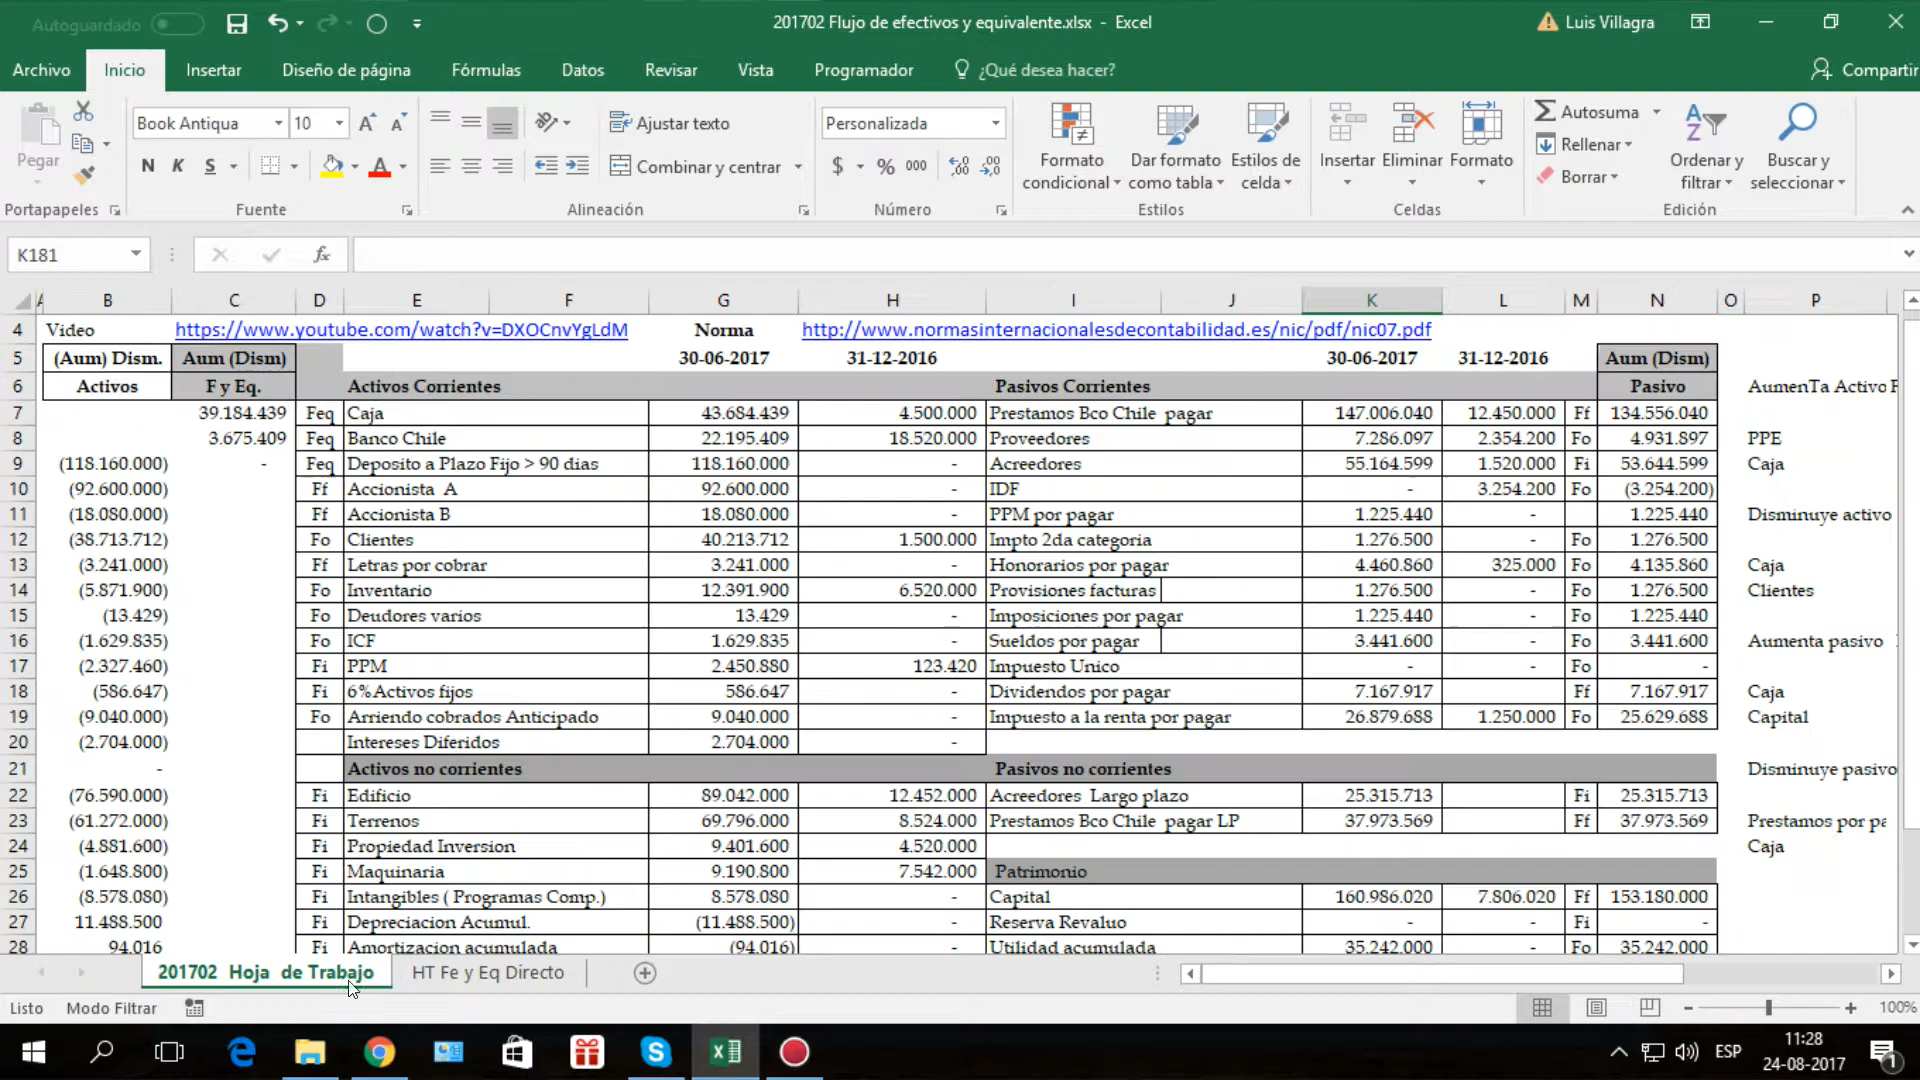 Autoguardado 201702 Flujo de efectivos y equivalente.xlsx - Excel Luis Villagra
Archivo Inicio Insertar Diseño de página Fórmulas Datos Revisar Vista Programador ¿Qué desea hacer? Compartir
Pegar Book Antiqua 10 Ajustar texto Personalizada Formato condicional Dar formato como tabla Estilos de celda Insertar Eliminar Formato Autosuma Rellenar Borrar Ordenar y filtrar Buscar y seleccionar
N K S A Combinar y centrar $ % 000
Portapapeles Fuente Alineación Número Estilos Celdas Edición
K181 fx
A B C D E F G H I J K L M N O P
4 Video https://www.youtube.com/watch?v=DXOCnvYgLdM Norma http://www.normasinternacionalesdecontabilidad.es/nic/pdf/nic07.pdf
5 (Aum) Dism. Aum (Dism) 30-06-2017 31-12-2016 30-06-2017 31-12-2016 Aum (Dism)
6 Activos F y Eq. Activos Corrientes Pasivos Corrientes Pasivo AumenTa Activo F
7 39.184.439 Feq Caja 43.684.439 4.500.000 Prestamos Bco Chile pagar 147.006.040 12.450.000 Ff 134.556.040
8 3.675.409 Feq Banco Chile 22.195.409 18.520.000 Proveedores 7.286.097 2.354.200 Fo 4.931.897 PPE
9 (118.160.000) - Feq Deposito a Plazo Fijo > 90 dias 118.160.000 - Acreedores 55.164.599 1.520.000 Fi 53.644.599 Caja
10 (92.600.000) Ff Accionista A 92.600.000 - IDF - 3.254.200 Fo (3.254.200)
11 (18.080.000) Ff Accionista B 18.080.000 - PPM por pagar 1.225.440 - 1.225.440 Disminuye activo
12 (38.713.712) Fo Clientes 40.213.712 1.500.000 Impto 2da categoria 1.276.500 - Fo 1.276.500
13 (3.241.000) Ff Letras por cobrar 3.241.000 - Honorarios por pagar 4.460.860 325.000 Fo 4.135.860 Caja
14 (5.871.900) Fo Inventario 12.391.900 6.520.000 Provisiones facturas 1.276.500 - Fo 1.276.500 Clientes
15 (13.429) Fo Deudores varios 13.429 - Imposiciones por pagar 1.225.440 - Fo 1.225.440
16 (1.629.835) Fo ICF 1.629.835 - Sueldos por pagar 3.441.600 - Fo 3.441.600 Aumenta pasivo
17 (2.327.460) Fi PPM 2.450.880 123.420 Impuesto Unico - - Fo -
18 (586.647) Fi 6%Activos fijos 586.647 - Dividendos por pagar 7.167.917 Ff 7.167.917 Caja
19 (9.040.000) Fo Arriendo cobrados Anticipado 9.040.000 - Impuesto a la renta por pagar 26.879.688 1.250.000 Fo 25.629.688 Capital
20 (2.704.000) Intereses Diferidos 2.704.000 -
21 - Activos no corrientes Pasivos no corrientes Disminuye pasivo
22 (76.590.000) Fi Edificio 89.042.000 12.452.000 Acreedores Largo plazo 25.315.713 Fi 25.315.713
23 (61.272.000) Fi Terrenos 69.796.000 8.524.000 Prestamos Bco Chile pagar LP 37.973.569 Ff 37.973.569 Prestamos por pa
24 (4.881.600) Fi Propiedad Inversion 9.401.600 4.520.000 Caja
25 (1.648.800) Fi Maquinaria 9.190.800 7.542.000 Patrimonio
26 (8.578.080) Fi Intangibles ( Programas Comp.) 8.578.080 - Capital 160.986.020 7.806.020 Ff 153.180.000
27 11.488.500 Fi Depreciacion Acumul. (11.488.500) - Reserva Revaluo - - Fi -
28 94.016 Fi Amortizacion acumulada (94.016) - Utilidad acumulada 35.242.000 - Fo 35.242.000
201702 Hoja de Trabajo HT Fe y Eq Directo
Listo Modo Filtrar 100%
ESP 11:28
24-08-2017 1